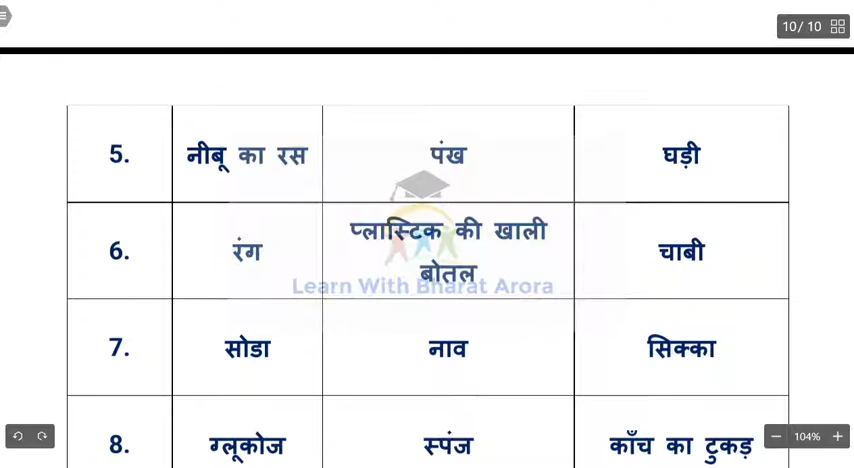 10/ 10
5. नीबू का रस पंख घड़ी
6. रंग प्लास्टिक की खाली बोतल चाबी
Learn With Bharat Arora
7. सोडा नाव सिक्का
8. ग्लूकोज स्पंज काँच का टुकड़
104%